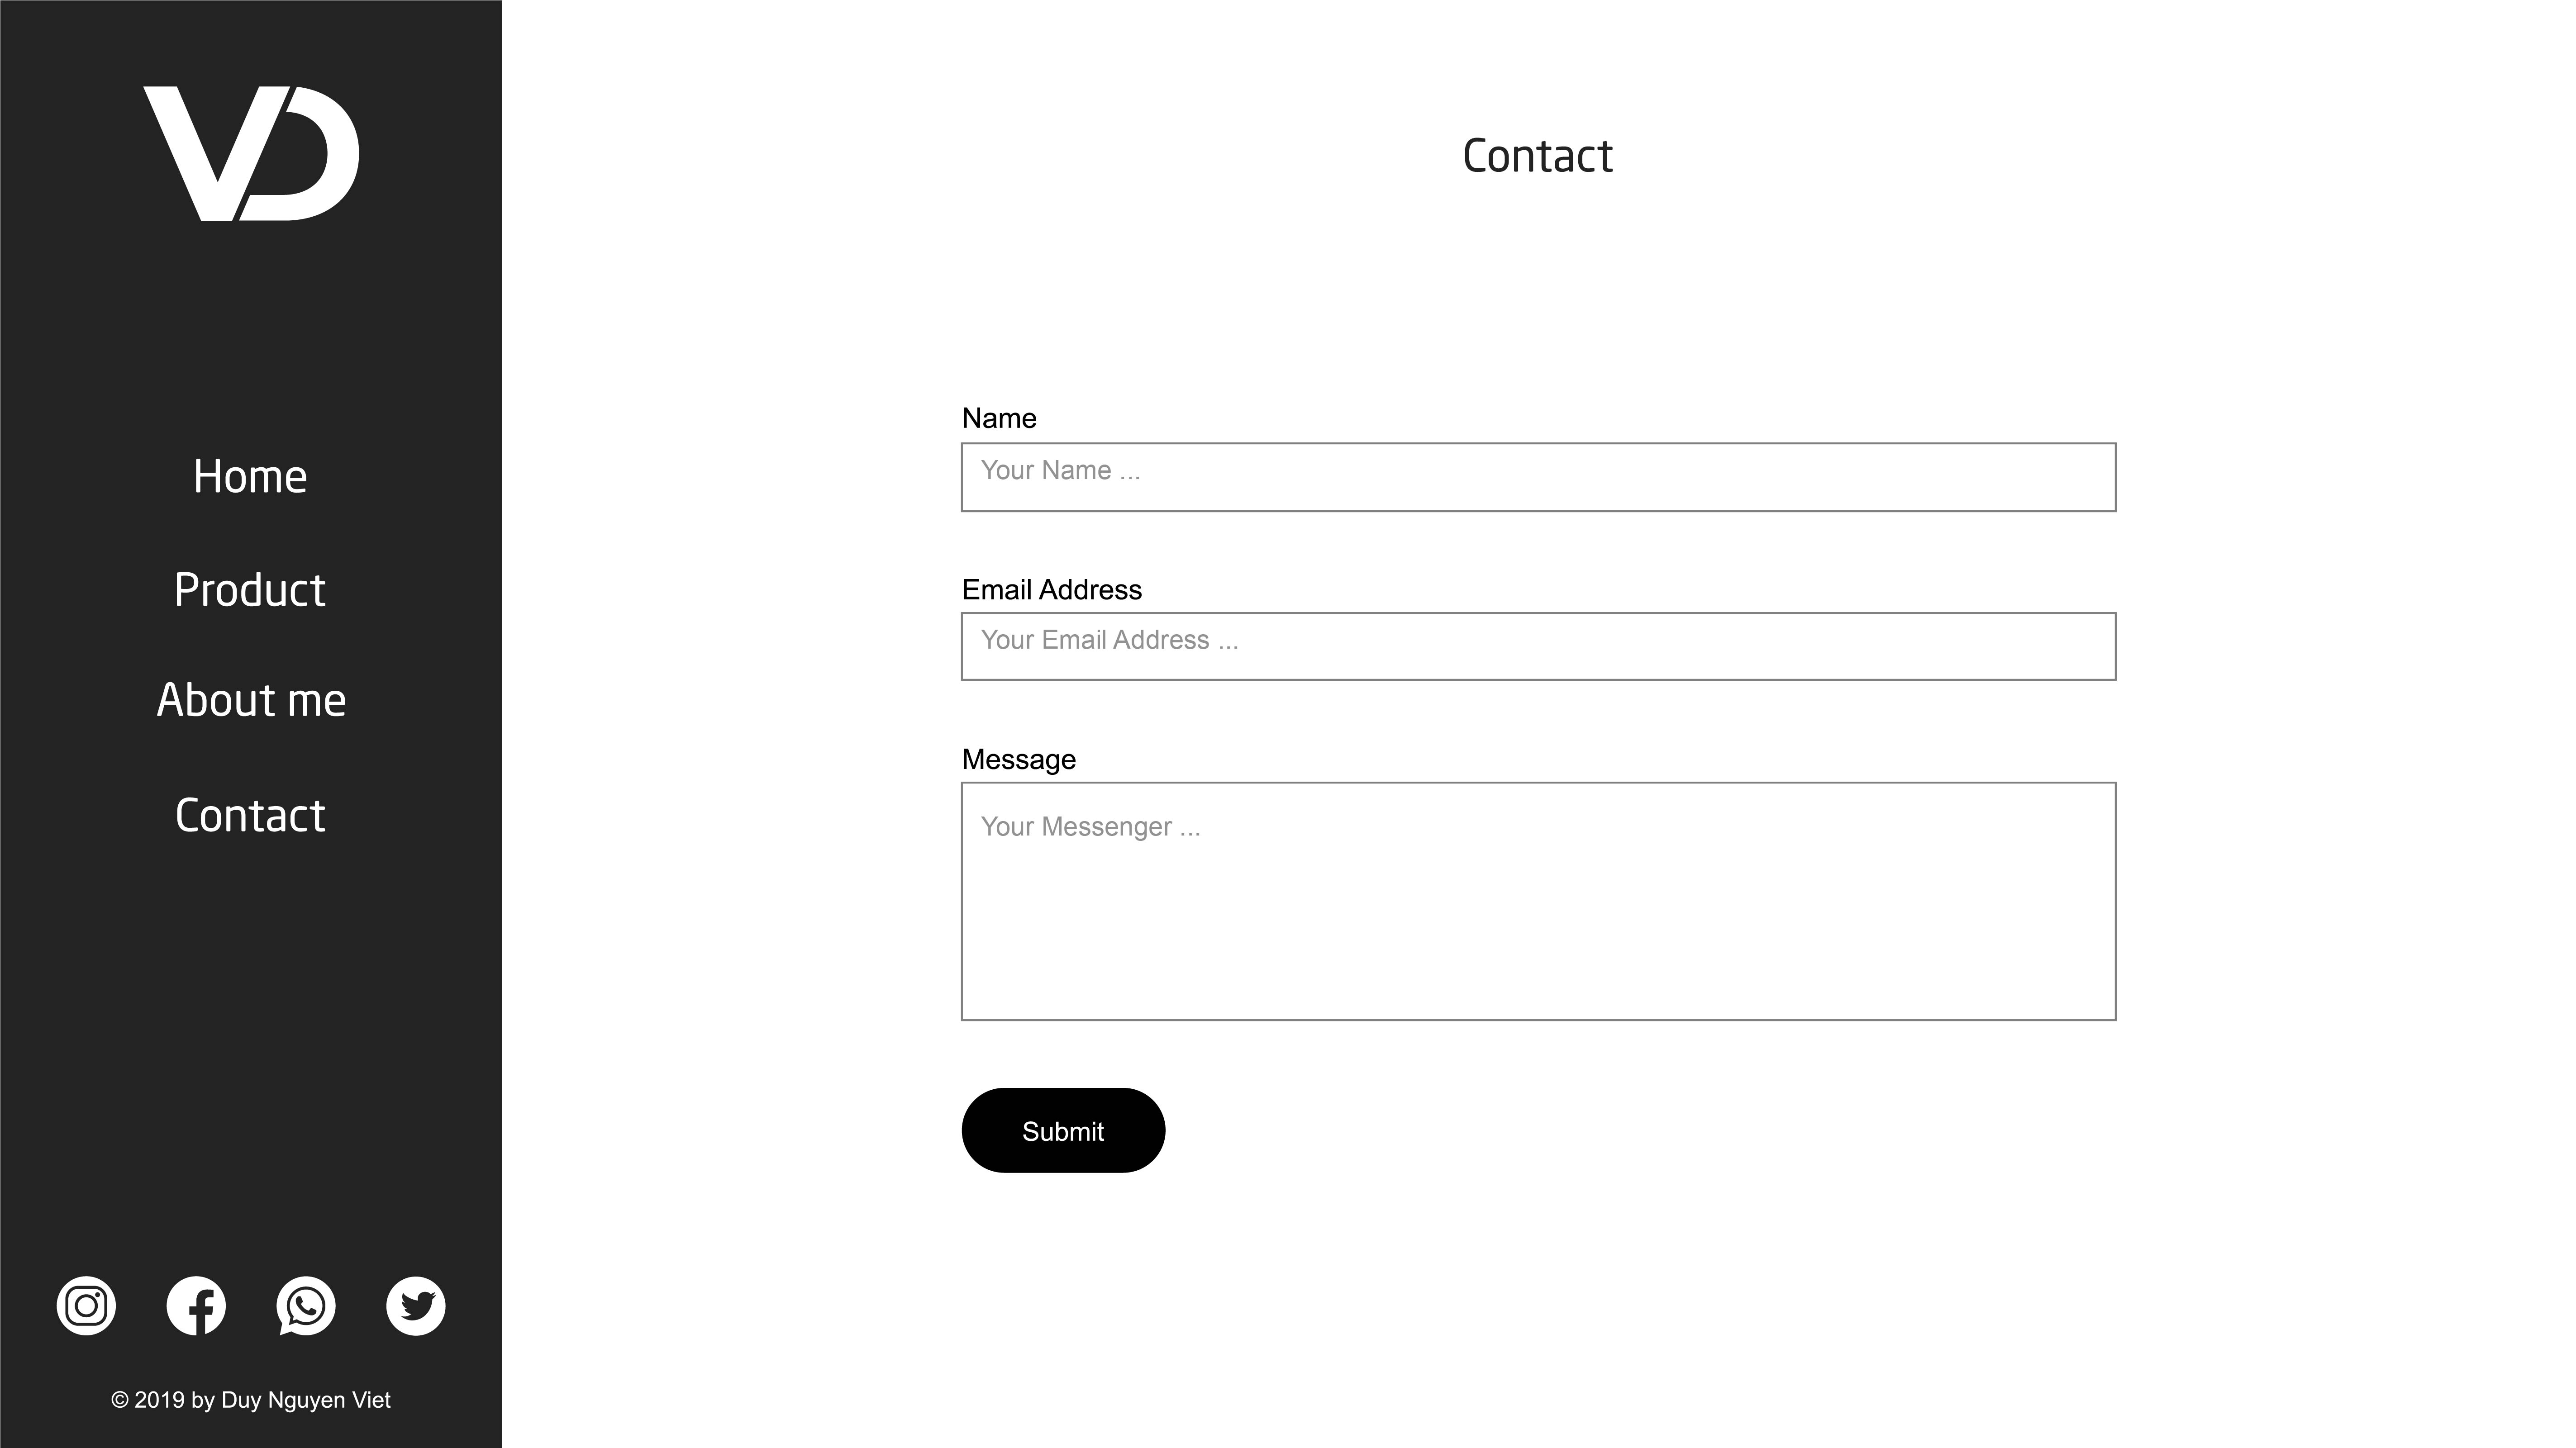 VD
Home
Product
About me
Contact
© 2019 by Duy Nguyen Viet
Contact
Name
Your Name ...
Email Address
Your Email Address ...
Message
Your Messenger ...
Submit